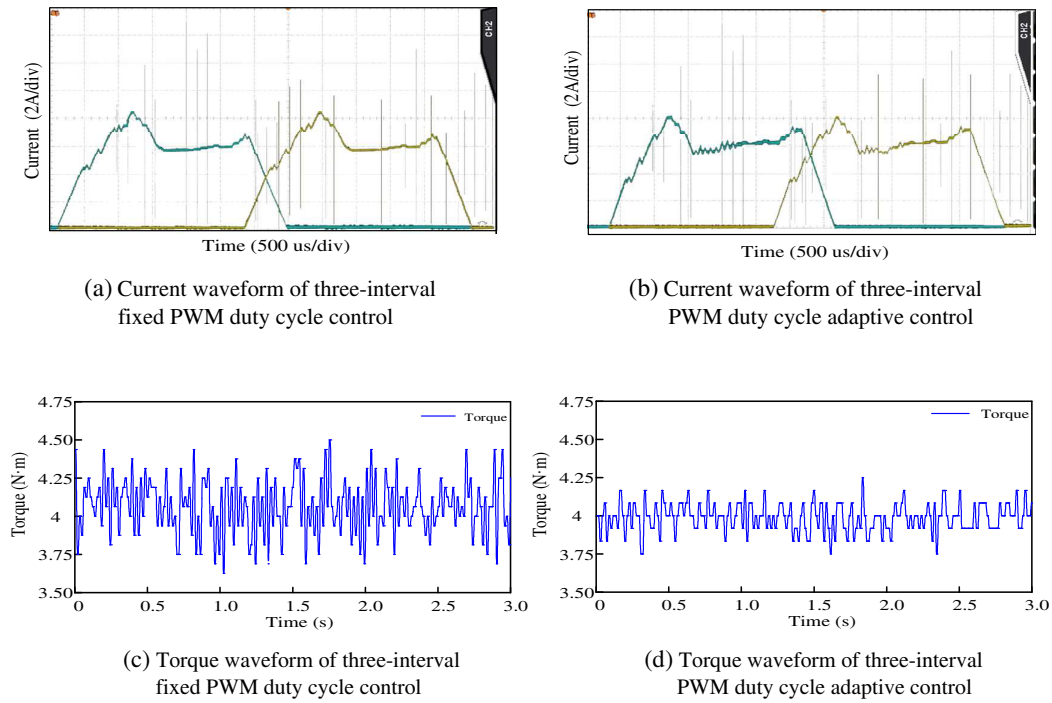 CH2
Current (2A/div)
Time (500 us/div)
(a) Current waveform of three-interval
fixed PWM duty cycle control
CH2
Current (2A/div)
Time (500 us/div)
(b) Current waveform of three-interval
PWM duty cycle adaptive control
4.75
4.50
4.25
4
3.75
3.50
Torque (N·m)
Torque
0
0.5
1.0
1.5
2.0
2.5
3.0
Time (s)
(c) Torque waveform of three-interval
fixed PWM duty cycle control
4.75
4.50
4.25
4
3.75
3.50
Torque (N·m)
Torque
0
0.5
1.0
1.5
2.0
2.5
3.0
Time (s)
(d) Torque waveform of three-interval
PWM duty cycle adaptive control